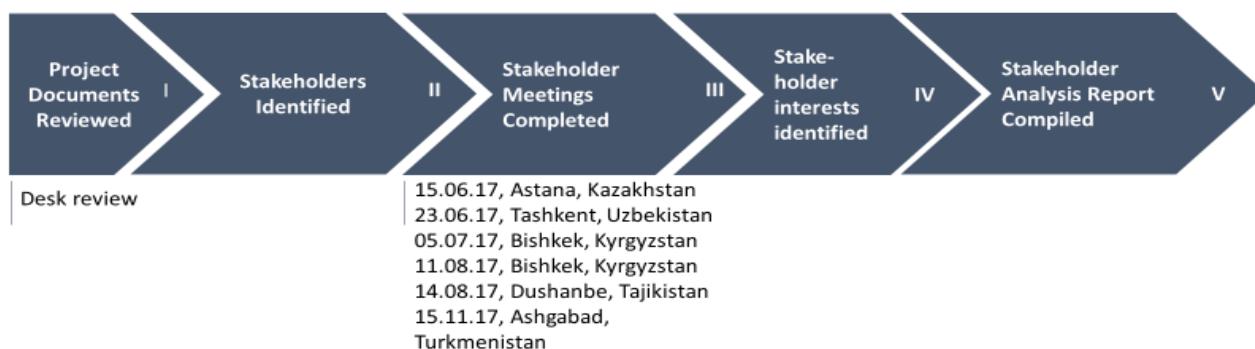 Project
Documents
Reviewed
I
Stakeholders
Identified
II
Stakeholder
Meetings
Completed
III
Stake-
holder
interests
identified
IV
Stakeholder
Analysis Report
Compiled
V
Desk review
15.06.17, Astana, Kazakhstan
23.06.17, Tashkent, Uzbekistan
05.07.17, Bishkek, Kyrgyzstan
11.08.17, Bishkek, Kyrgyzstan
14.08.17, Dushanbe, Tajikistan
15.11.17, Ashgabad,
Turkmenistan